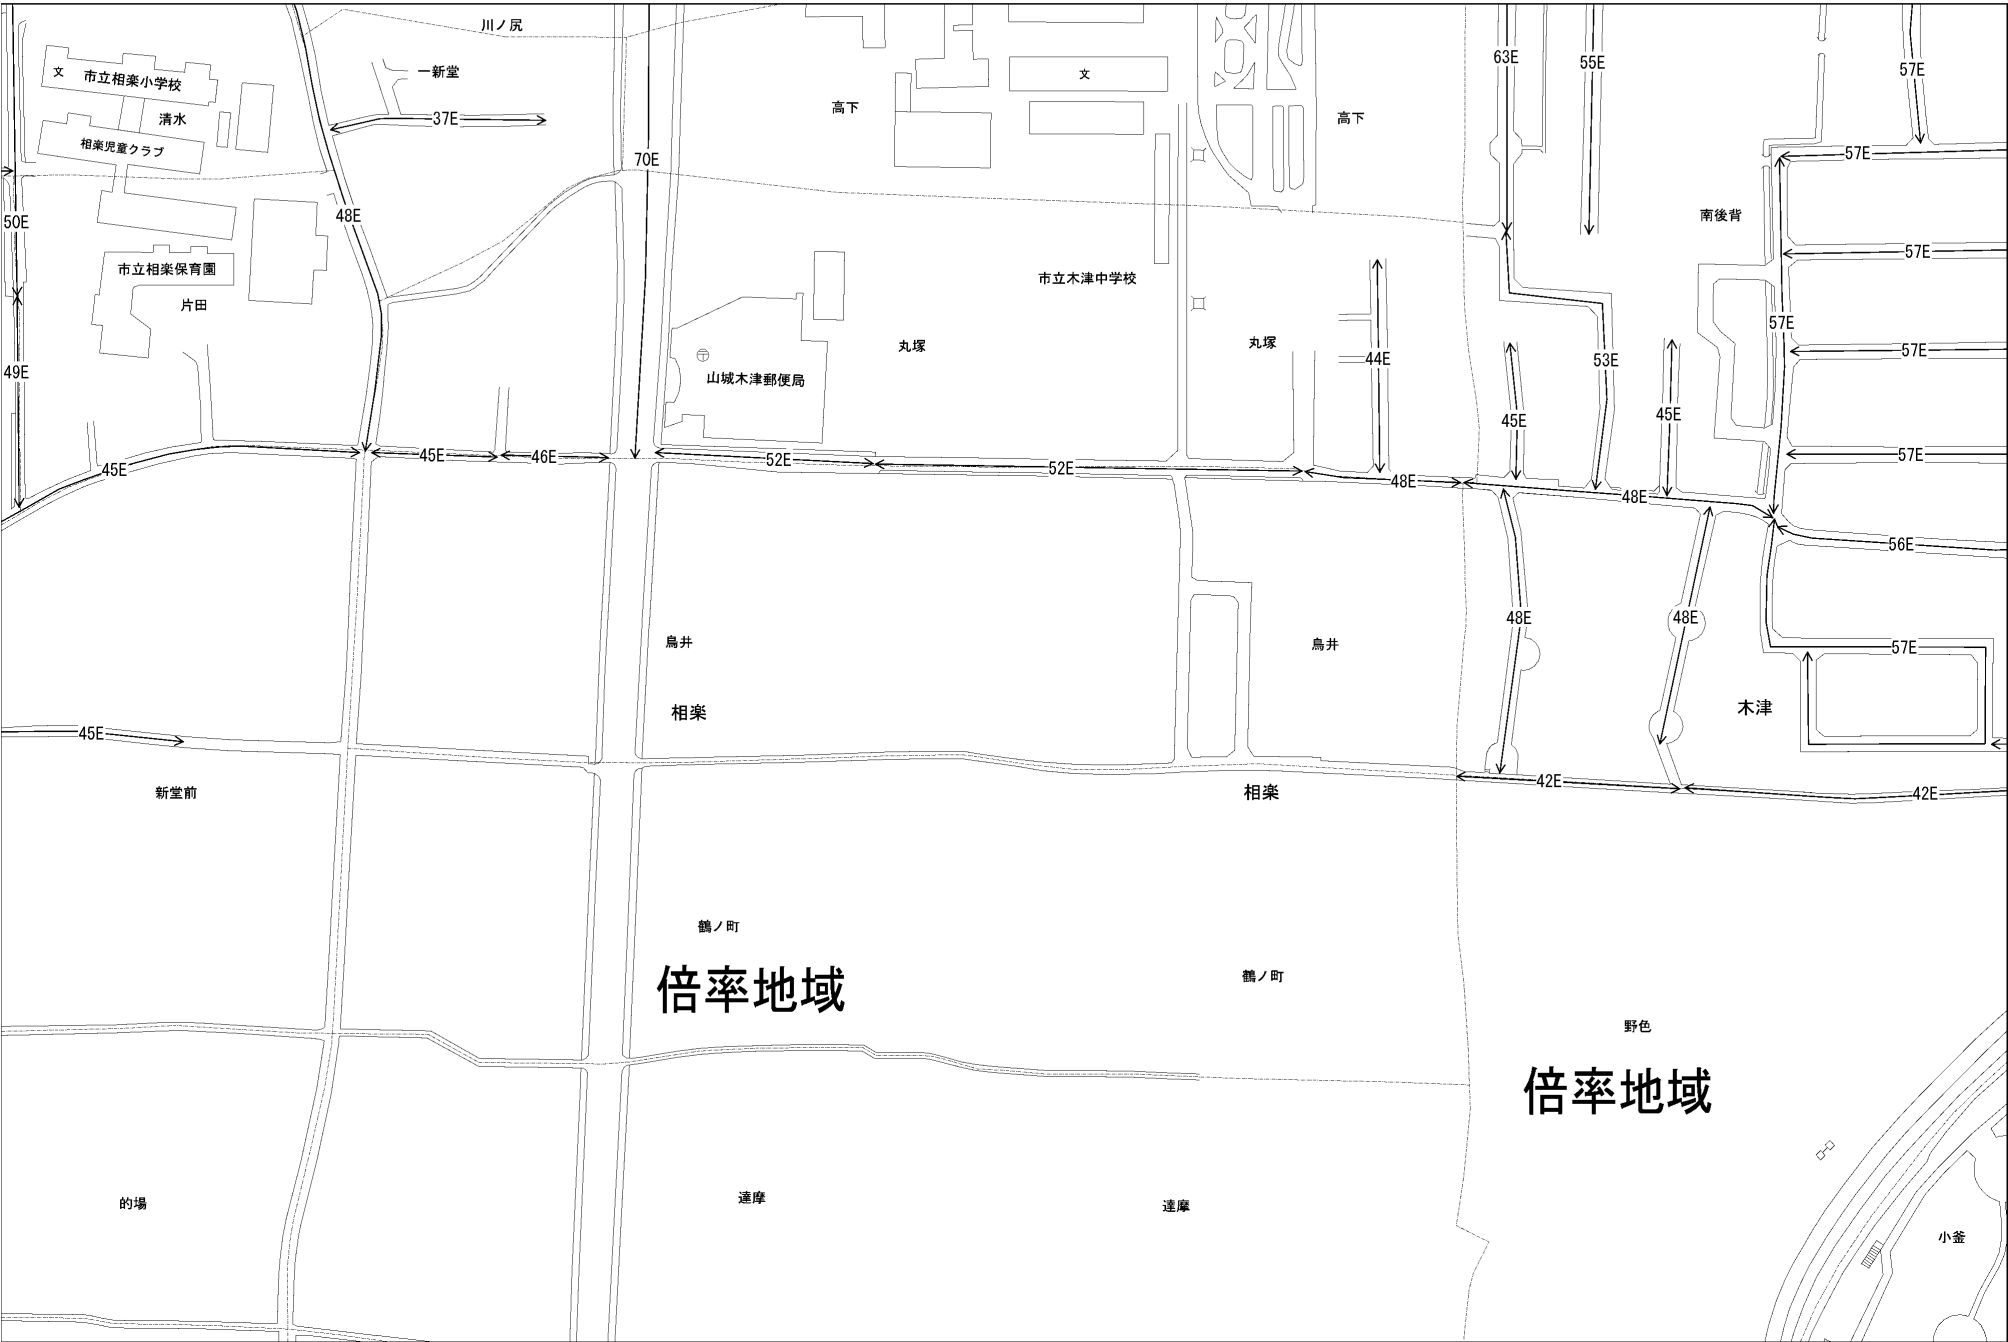 川ノ尻
63E
55E
57E
文
市立相楽小学校
一新堂
文
清水
37E
高下
高下
相楽児童クラブ
70E
57E
50E
48E
南後背
57E
市立相楽保育園
市立木津中学校
片田
57E
49E
山城木津郵便局
丸塚
丸塚
44E
53E
57E
45E
45E
45E
45E
46E
52E
52E
48E
48E
57E
56E
48E
48E
鳥井
鳥井
57E
相楽
木津
45E
新堂前
相楽
42E
42E
鶴ノ町
倍率地域
鶴ノ町
野色
倍率地域
的場
達摩
達摩
小釜